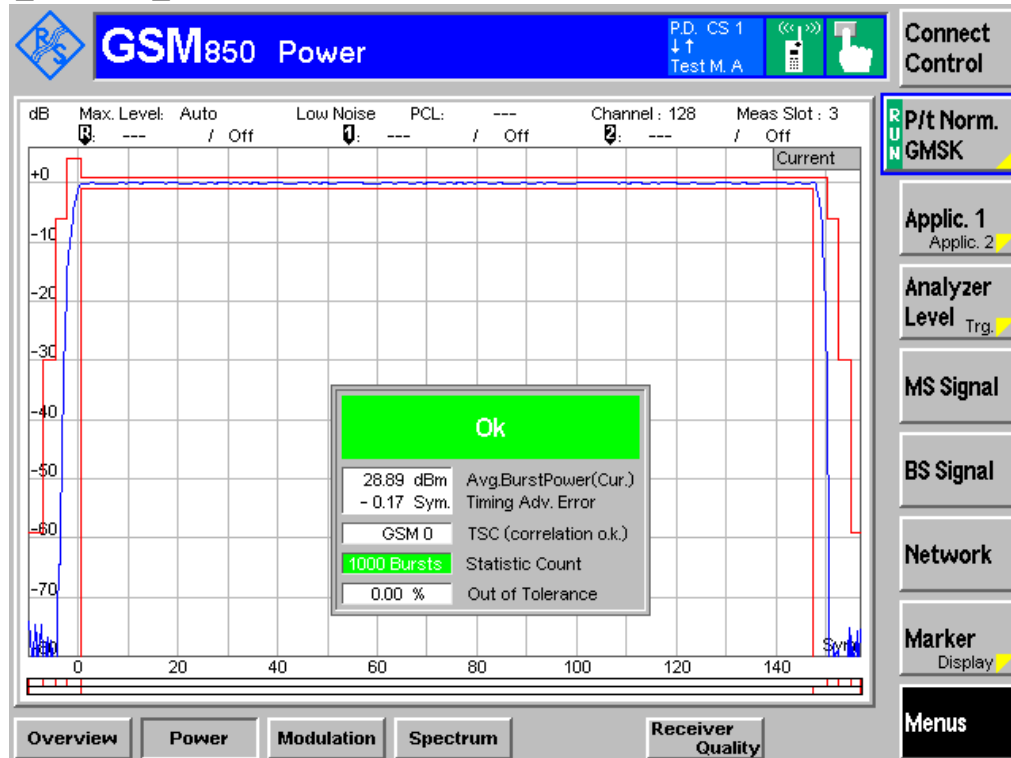 R&S
GSM850 Power
P.D. CS 1
Test M. A
Connect Control
dB Max. Level: Auto Low Noise PCL: --- Channel : 128 Meas Slot : 3
R: --- / Off 1: --- / Off 2: --- / Off
Current
RUN
P/t Norm.
GMSK
Applic. 1
Applic. 2
Analyzer
Level Trg.
MS Signal
BS Signal
Network
Marker
Display
Menus
+0
-10
-20
-30
-40
-50
-60
-70
Ok
28.89 dBm Avg.BurstPower(Cur.)
- 0.17 Sym. Timing Adv. Error
GSM 0 TSC (correlation o.k.)
1000 Bursts Statistic Count
0.00 % Out of Tolerance
0 20 40 60 80 100 120 140
Overview Power Modulation Spectrum Receiver Quality